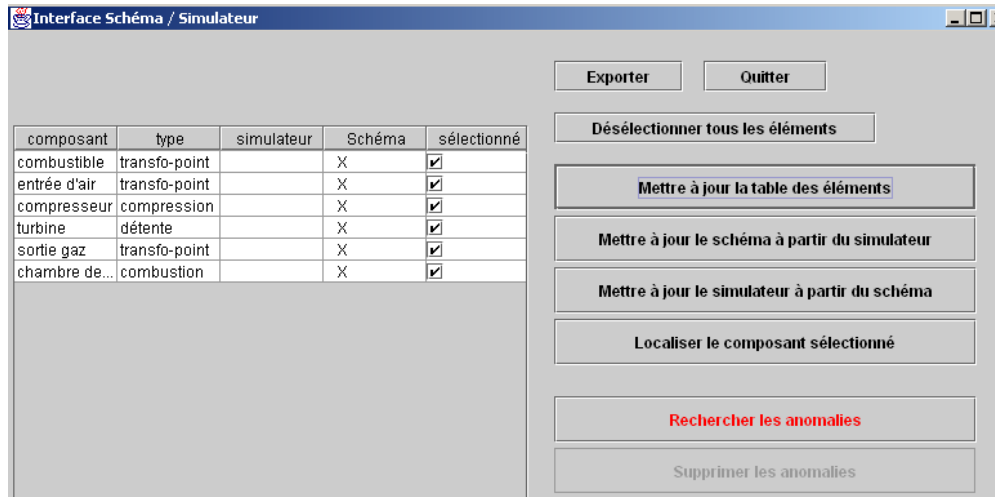 Interface Schéma / Simulateur
Exporter Quitter
Désélectionner tous les éléments
composant type simulateur Schéma sélectionné
combustible transfo-point X
entrée d'air transfo-point X
compresseur compression X
turbine détente X
sortie gaz transfo-point X
chambre de... combustion X
Mettre à jour la table des éléments
Mettre à jour le schéma à partir du simulateur
Mettre à jour le simulateur à partir du schéma
Localiser le composant sélectionné
Rechercher les anomalies
Supprimer les anomalies